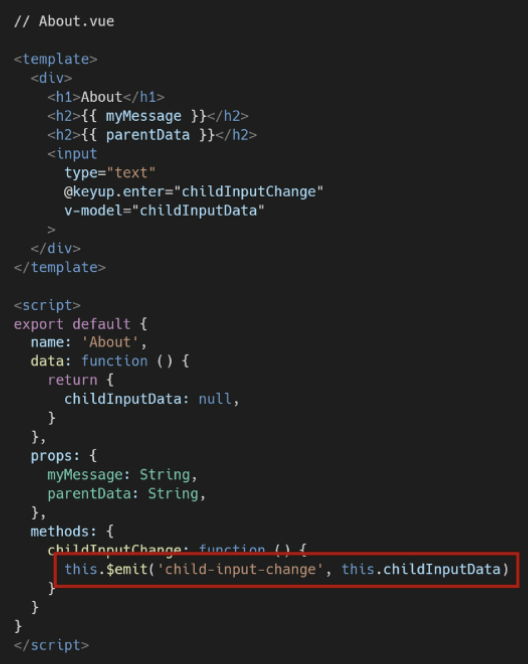 // About.vue
<template>
<div>
<h1>About</h1>
<h2>{{ myMessage }}</h2>
<h2>{{ parentData }}</h2>
<input
type="text"
@keyup.enter="childInputChange"
v-model="childInputData"
>
</div>
</template>
<script>
export default {
name: 'About',
data: function () {
return {
childInputData: null,
}
},
props: {
myMessage: String,
parentData: String,
},
methods: {
childInputChange: function () {
this.$emit('child-input-change', this.childInputData)
}
}
}
</script>